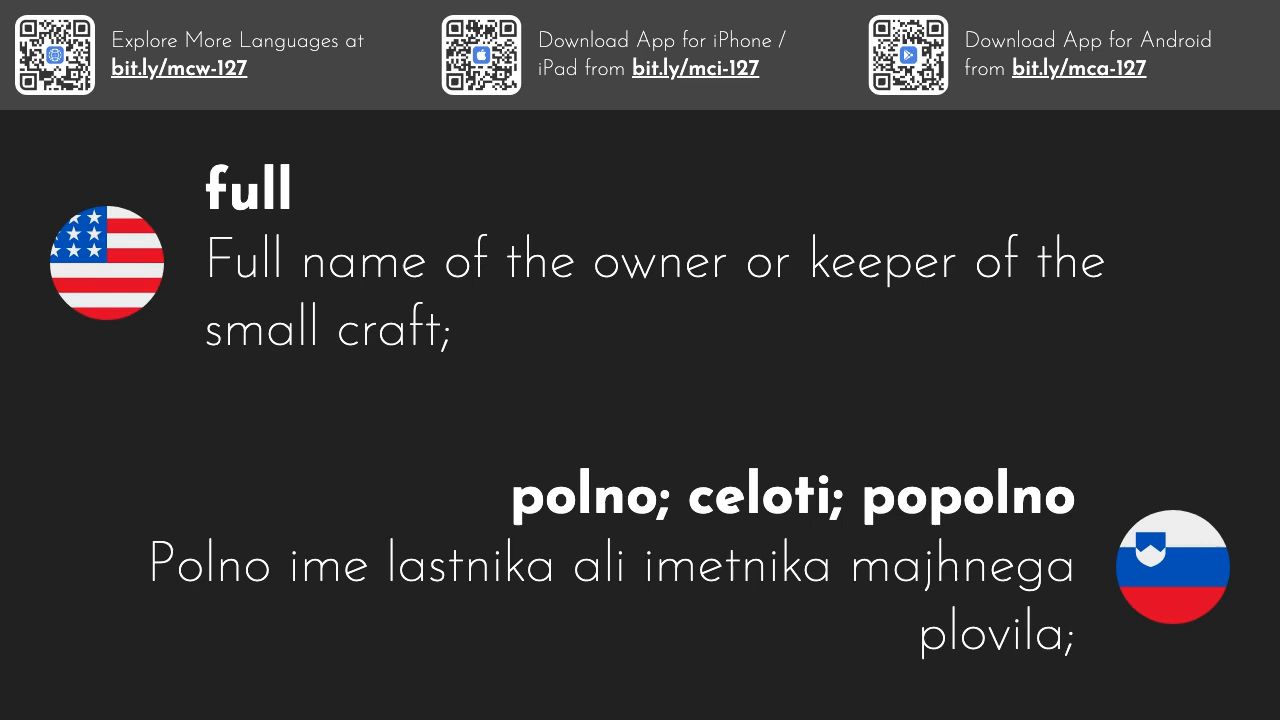 Explore More Languages at
bit.ly/mcw-127
Download App for iPhone /
iPad from bit.ly/mci-127
Download App for Android
from bit.ly/mca-127
full
Full name of the owner or keeper of the
small craft;
polno; celoti; popolno
Polno ime lastnika ali imetnika majhnega
plovila;